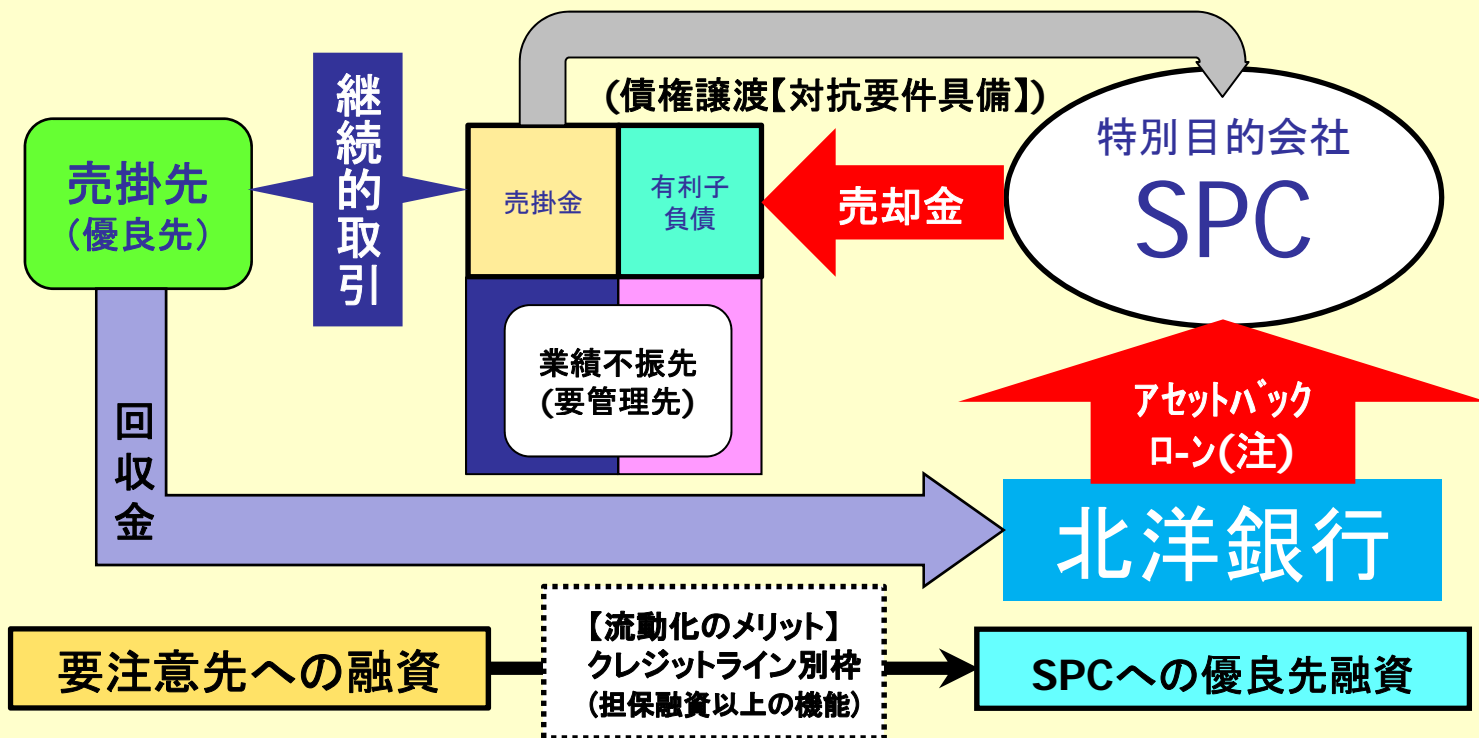 (債権譲渡【対抗要件具備】)
継続的取引
売掛先
(優良先)
売掛金
有利子
負債
売却金
特別目的会社
SPC
業績不振先
(要管理先)
アセットバック
ローン(注)
回収金
北洋銀行
要注意先への融資
【流動化のメリット】
クレジットライン別枠
(担保融資以上の機能)
SPCへの優良先融資